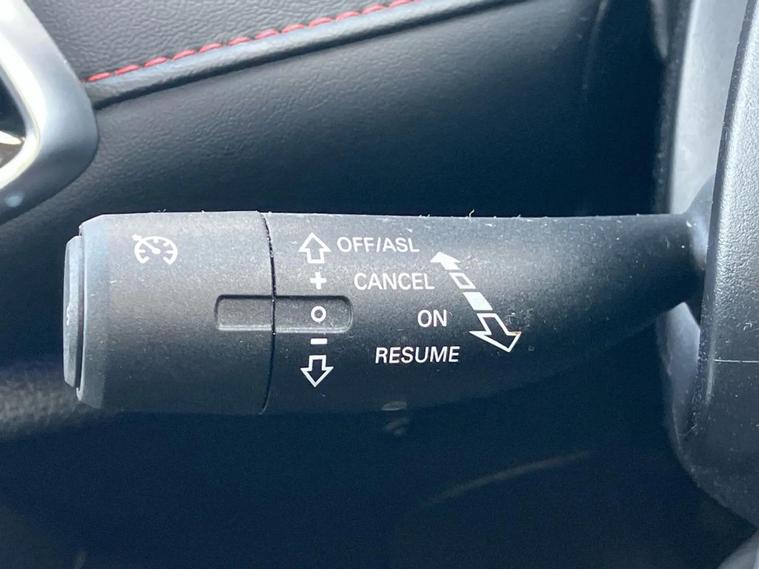 OFF/ASL
+ CANCEL
ON
-
RESUME